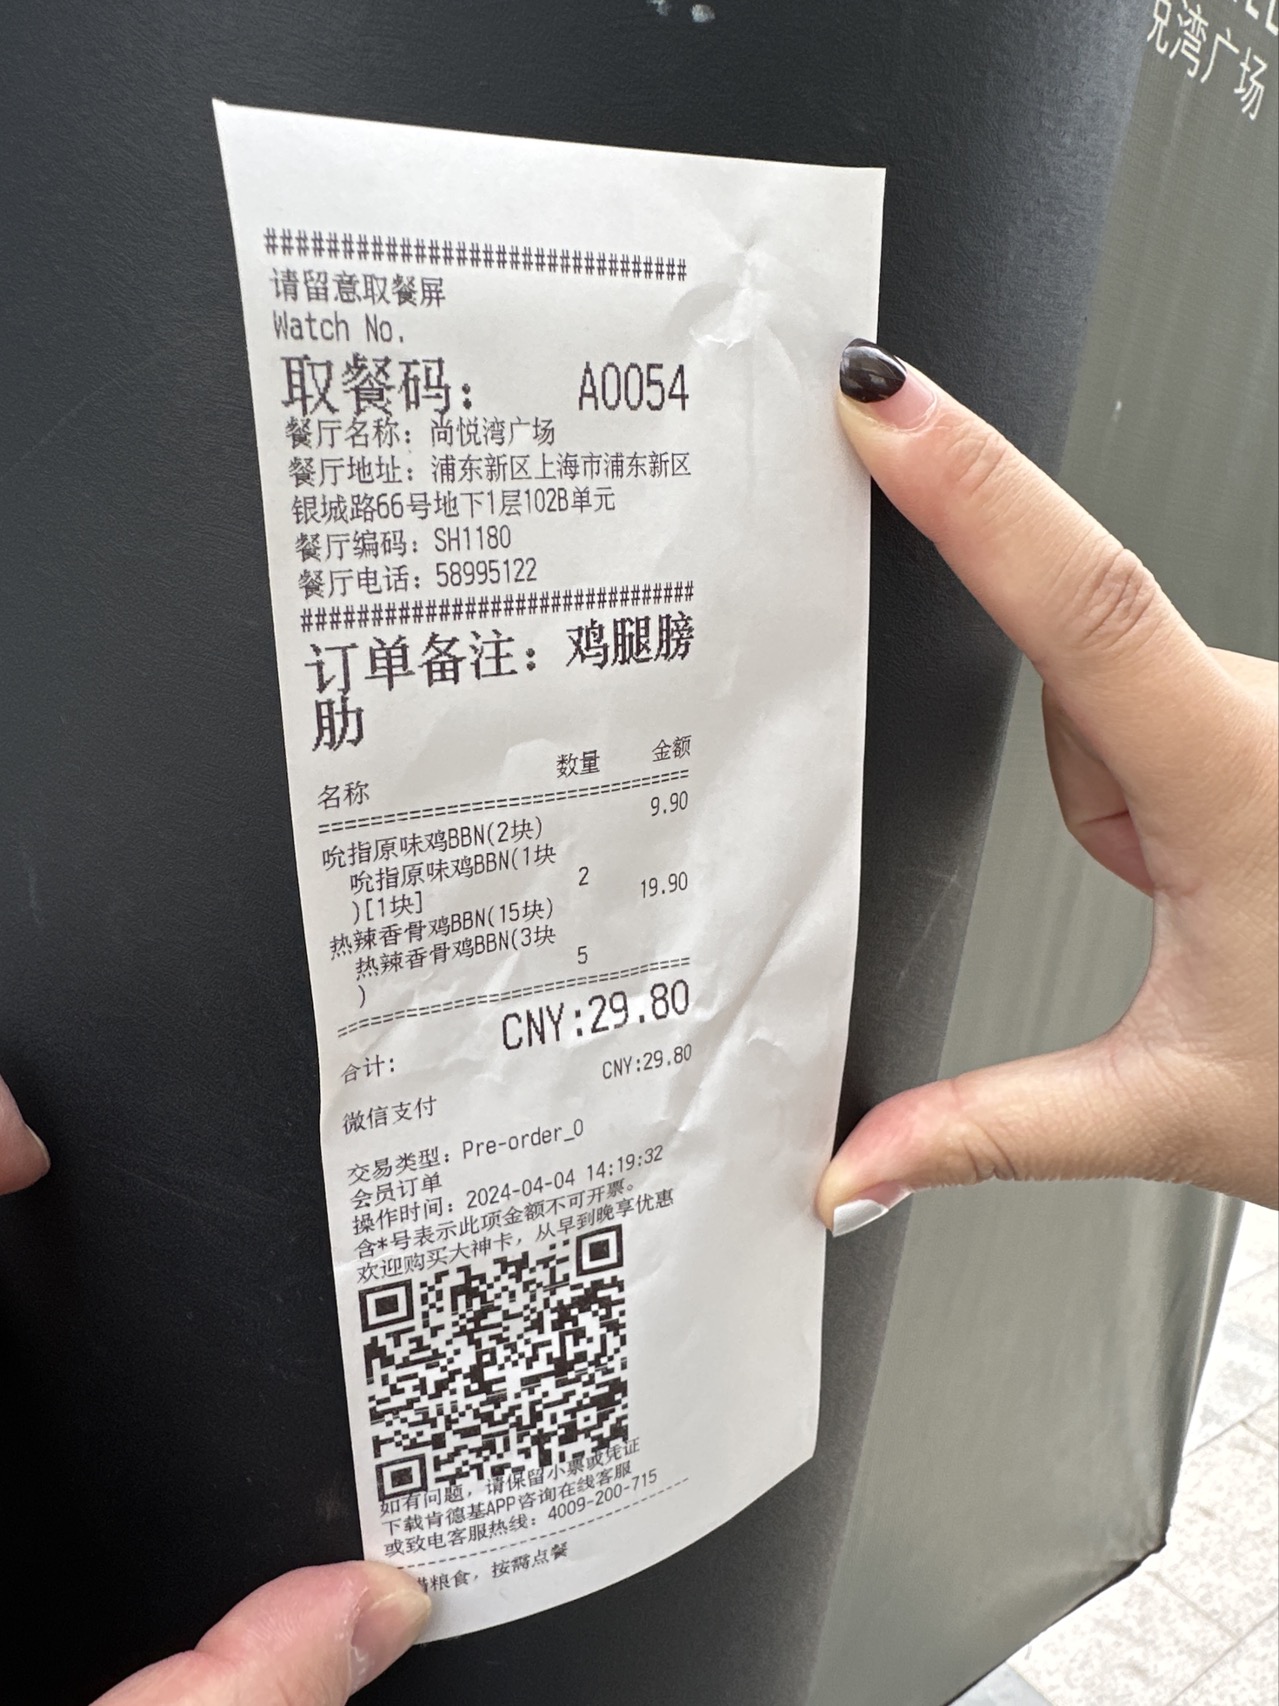 悦湾广场
##############################
请留意取餐屏
Watch No.
取餐码： A0054
餐厅名称：尚悦湾广场
餐厅地址：浦东新区上海市浦东新区
银城路66号地下1层102B单元
餐厅编码：SH1180
餐厅电话：58995122
##############################
订单备注：鸡腿膀
肋
名称 数量 金额
==============================
吮指原味鸡BBN(2块) 9.90
吮指原味鸡BBN(1块
)[1块] 2
热辣香骨鸡BBN(15块) 19.90
热辣香骨鸡BBN(3块
) 5
==============================
合计： CNY:29.80
微信支付 CNY:29.80
交易类型：Pre-order_0
会员订单
操作时间：2024-04-04 14:19:32
含*号表示此项金额不可开票。
欢迎购买大神卡，从早到晚享优惠
如有问题，请保留小票或凭证
下载肯德基APP咨询在线客服
或致电客服热线：4009-200-715
------------------------------
惜粮食，按需点餐